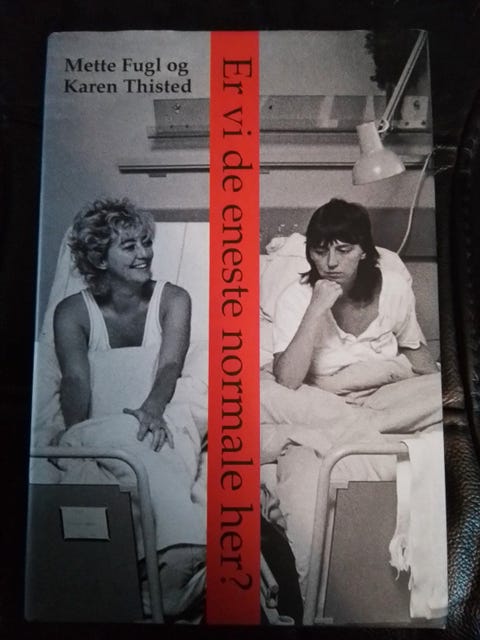 Mette Fugl og
Karen Thisted
Er vi de eneste normale her?